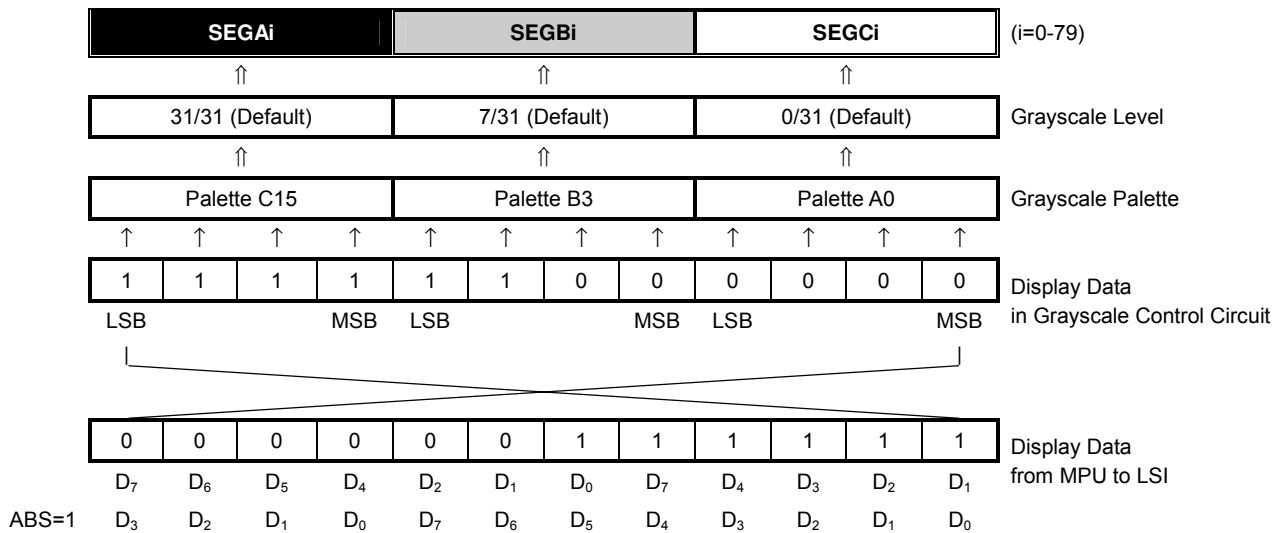 SEGAi SEGBi SEGCi (i=0-79)
⇑ ⇑ ⇑
31/31 (Default) 7/31 (Default) 0/31 (Default) Grayscale Level
⇑ ⇑ ⇑
Palette C15 Palette B3 Palette A0 Grayscale Palette
↑ ↑ ↑ ↑ ↑ ↑ ↑ ↑ ↑ ↑ ↑ ↑
1 1 1 1 1 1 0 0 0 0 0 0 Display Data
LSB MSB LSB MSB LSB MSB in Grayscale Control Circuit
0 0 0 0 0 0 1 1 1 1 1 1 Display Data
D₇ D₆ D₅ D₄ D₂ D₁ D₀ D₇ D₄ D₃ D₂ D₁ from MPU to LSI
ABS=1 D₃ D₂ D₁ D₀ D₇ D₆ D₅ D₄ D₃ D₂ D₁ D₀